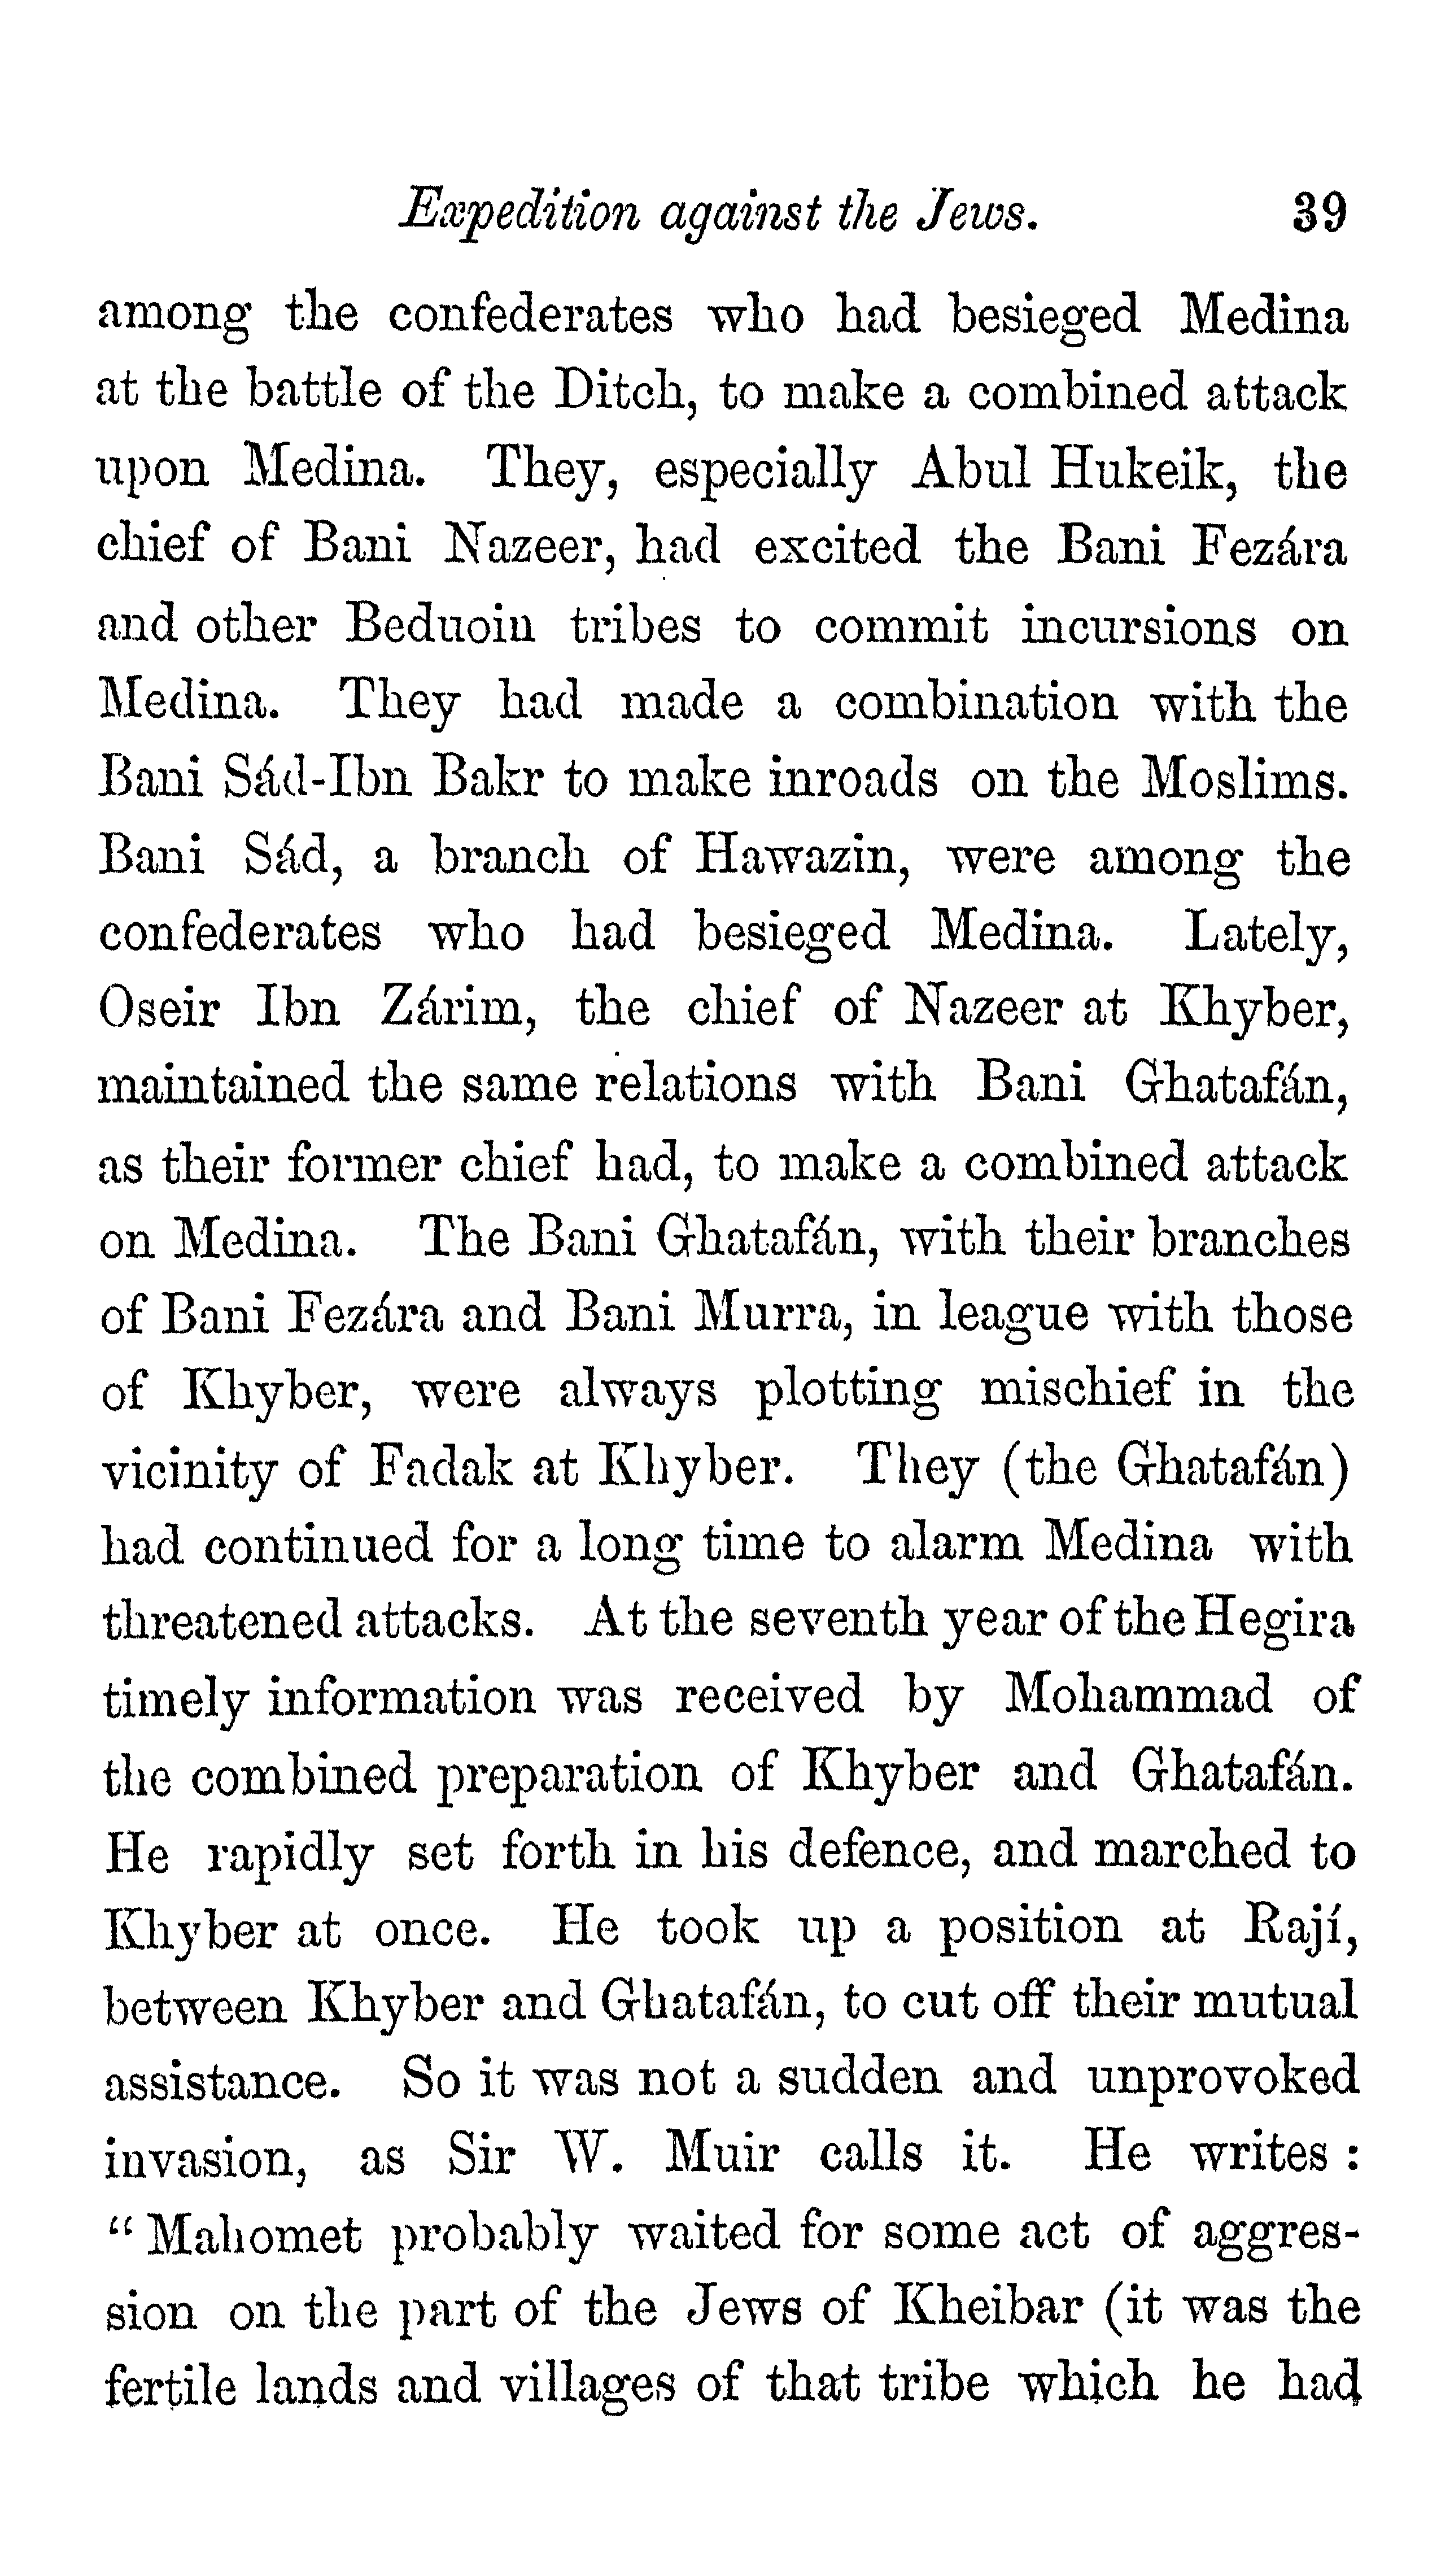 Expedition against the Jews. 39
among the confederates who had besieged Medina
at the battle of the Ditch, to make a combined attack
upon Medina. They, especially Abul Hukeik, the
chief of Bani Nazeer, had excited the Bani Fezára
and other Beduoin tribes to commit incursions on
Medina. They had made a combination with the
Bani Sád-Ibn Bakr to make inroads on the Moslims.
Bani Sád, a branch of Hawazin, were among the
confederates who had besieged Medina. Lately,
Oseir Ibn Zárim, the chief of Nazeer at Khyber,
maintained the same relations with Bani Ghatafán,
as their former chief had, to make a combined attack
on Medina. The Bani Ghatafán, with their branches
of Bani Fezára and Bani Murra, in league with those
of Khyber, were always plotting mischief in the
vicinity of Fadak at Khyber. They (the Ghatafán)
had continued for a long time to alarm Medina with
threatened attacks. At the seventh year of the Hegira
timely information was received by Mohammad of
the combined preparation of Khyber and Ghatafán.
He rapidly set forth in his defence, and marched to
Khyber at once. He took up a position at Rají,
between Khyber and Ghatafán, to cut off their mutual
assistance. So it was not a sudden and unprovoked
invasion, as Sir W. Muir calls it. He writes :
“Mahomet probably waited for some act of aggres-
sion on the part of the Jews of Kheibar (it was the
fertile lands and villages of that tribe which he had